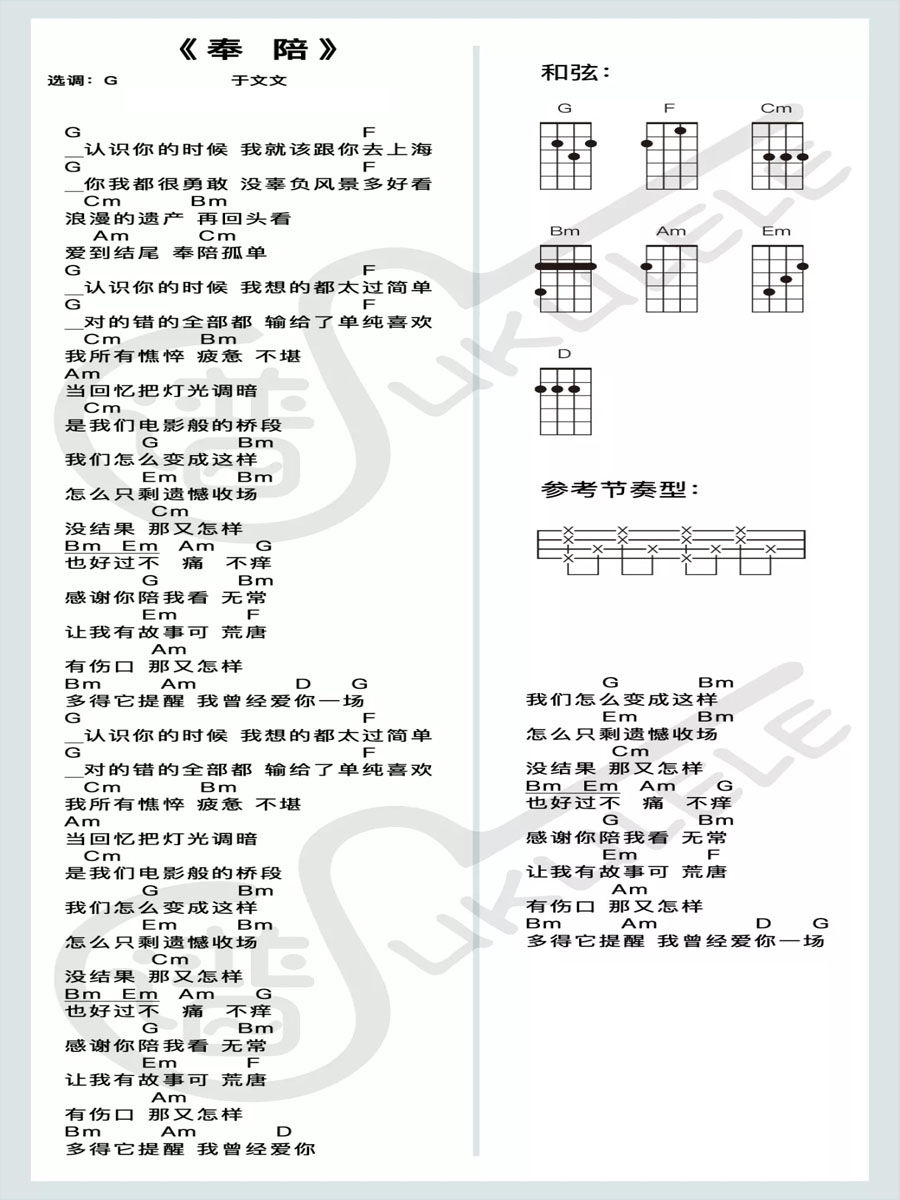 《奉 陪》
选调：G 于文文
G F
__认识你的时候 我就该跟你去上海
G F
__你我都很勇敢 没辜负风景多好看
Cm Bm
浪漫的遗产 再回头看
Am Cm
爱到结尾 奉陪孤单
G F
__认识你的时候 我想的都太过简单
G F
__对的错的全部都 输给了单纯喜欢
Cm Bm
我所有憔悴 疲惫 不堪
Am
当回忆把灯光调暗
Cm
是我们电影般的桥段
G Bm
我们怎么变成这样
Em Bm
怎么只剩遗憾收场
Cm
没结果 那又怎样
Bm Em Am G
也好过不 痛 不痒
G Bm
感谢你陪我看 无常
Em F
让我有故事可 荒唐
Am
有伤口 那又怎样
Bm Am D G
多得它提醒 我曾经爱你一场
G F
__认识你的时候 我想的都太过简单
G F
__对的错的全部都 输给了单纯喜欢
Cm Bm
我所有憔悴 疲惫 不堪
Am
当回忆把灯光调暗
Cm
是我们电影般的桥段
G Bm
我们怎么变成这样
Em Bm
怎么只剩遗憾收场
Cm
没结果 那又怎样
Bm Em Am G
也好过不 痛 不痒
G Bm
感谢你陪我看 无常
Em F
让我有故事可 荒唐
Am
有伤口 那又怎样
Bm Am D
多得它提醒 我曾经爱你
和弦：
G F Cm
Bm Am Em
D
参考节奏型：
G Bm
我们怎么变成这样
Em Bm
怎么只剩遗憾收场
Cm
没结果 那又怎样
Bm Em Am G
也好过不 痛 不痒
G Bm
感谢你陪我看 无常
Em F
让我有故事可 荒唐
Am
有伤口 那又怎样
Bm Am D G
多得它提醒 我曾经爱你一场
UKULELE
UKULELE